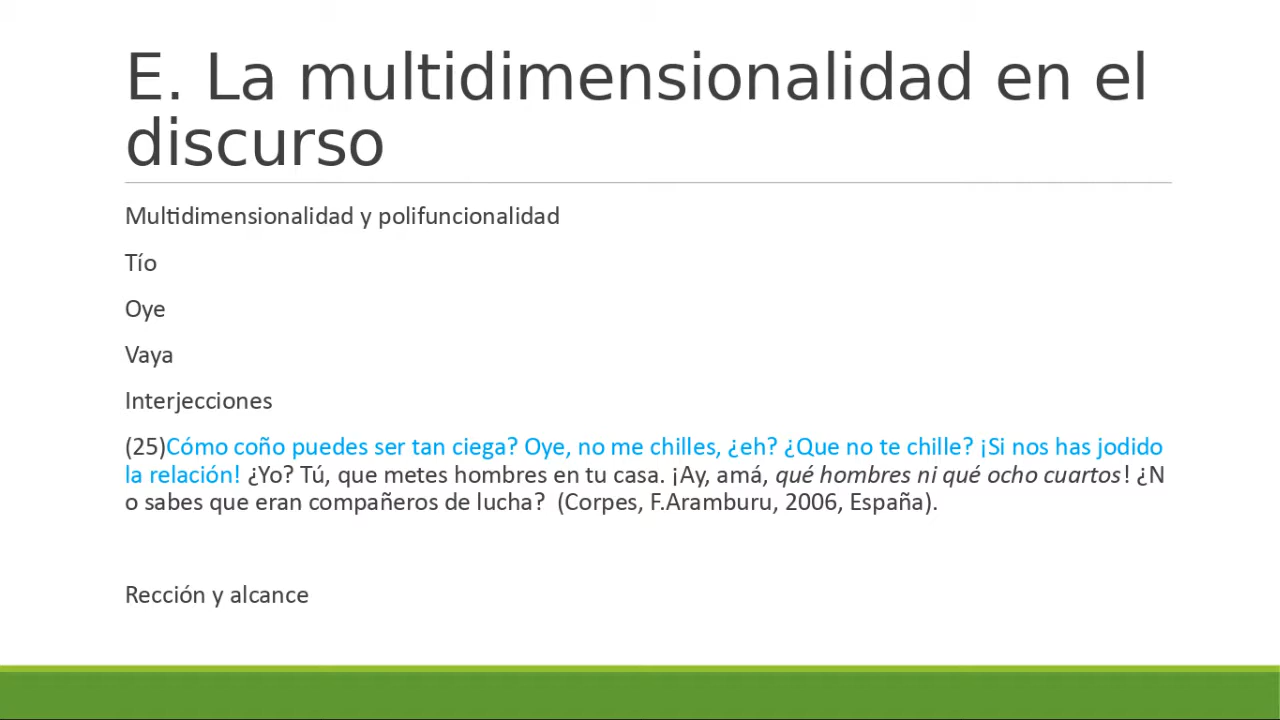 E. La multidimensionalidad en el
discurso
Multidimensionalidad y polifuncionalidad
Tío
Oye
Vaya
Interjecciones
(25)Cómo coño puedes ser tan ciega? Oye, no me chilles, ¿eh? ¿Que no te chille? ¡Si nos has jodido
la relación! ¿Yo? Tú, que metes hombres en tu casa. ¡Ay, amá, qué hombres ni qué ocho cuartos! ¿N
o sabes que eran compañeros de lucha?  (Corpes, F.Aramburu, 2006, España).
Rección y alcance